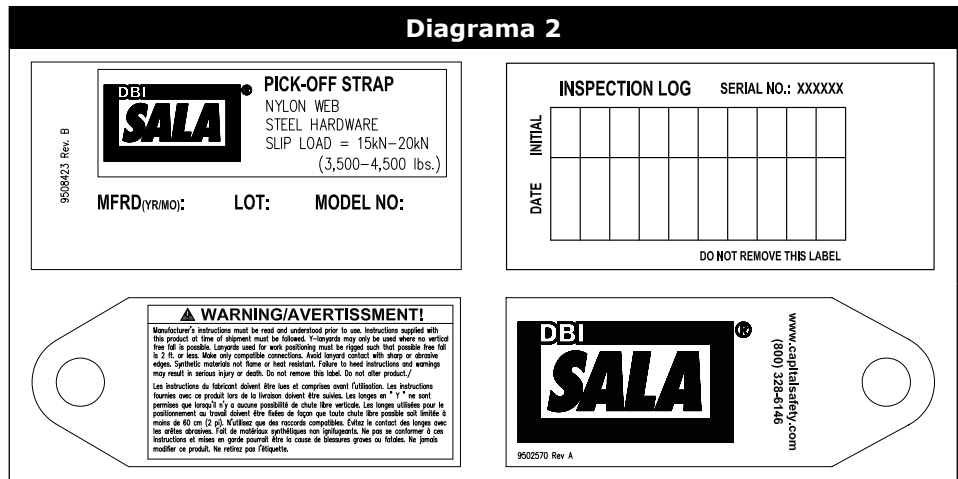 Diagrama 2
9508423 Rev. B
DBI
SALA®
PICK-OFF STRAP
NYLON WEB
STEEL HARDWARE
SLIP LOAD = 15kN-20kN
(3,500-4,500 lbs.)
MFRD(YR/MO): LOT: MODEL NO:
INSPECTION LOG SERIAL NO.: XXXXXX
INITIAL
DATE
DO NOT REMOVE THIS LABEL
WARNING/AVERTISSMENT!
Manufacturer's instructions must be read and understood prior to use. Instructions supplied with
this product at time of shipment must be followed. Y-lanyards may only be used where no vertical
free fall is possible. Lanyards used for work positioning must be rigged such that possible free fall
is 2 ft. or less. Make only compatible connections. Avoid lanyard contact with sharp or abrasive
edges. Synthetic materials not flame or heat resistant. Failure to heed instructions and warnings
may result in serious injury or death. Do not remove this label. Do not alter product./
Les instructions du fabricant doivent être lues et comprises avant l'utilisation. Les instructions
fournies avec ce produit lors de la livraison doivent être suivies. Les longes en " Y " ne sont
permises que lorsqu'il n'y a aucune possibilité de chute libre verticale. Les longes utilisées pour le
positionnement au travail doivent être fixées de façon que toute chute libre possible soit limitée à
moins de 60 cm (2 pi). N'utilisez que des raccords compatibles. Évitez le contact des longes avec
les arêtes abrasives. Fait de matériaux synthétiques non ignifugeants. Ne pas se conformer à ces
instructions et mises en garde pourrait être la cause de blessures graves ou fatales. Ne jamais
modifier ce produit. Ne retirez pas l'étiquette.
DBI
SALA®
www.capitalsafety.com
(800) 328-6146
9502570 Rev A